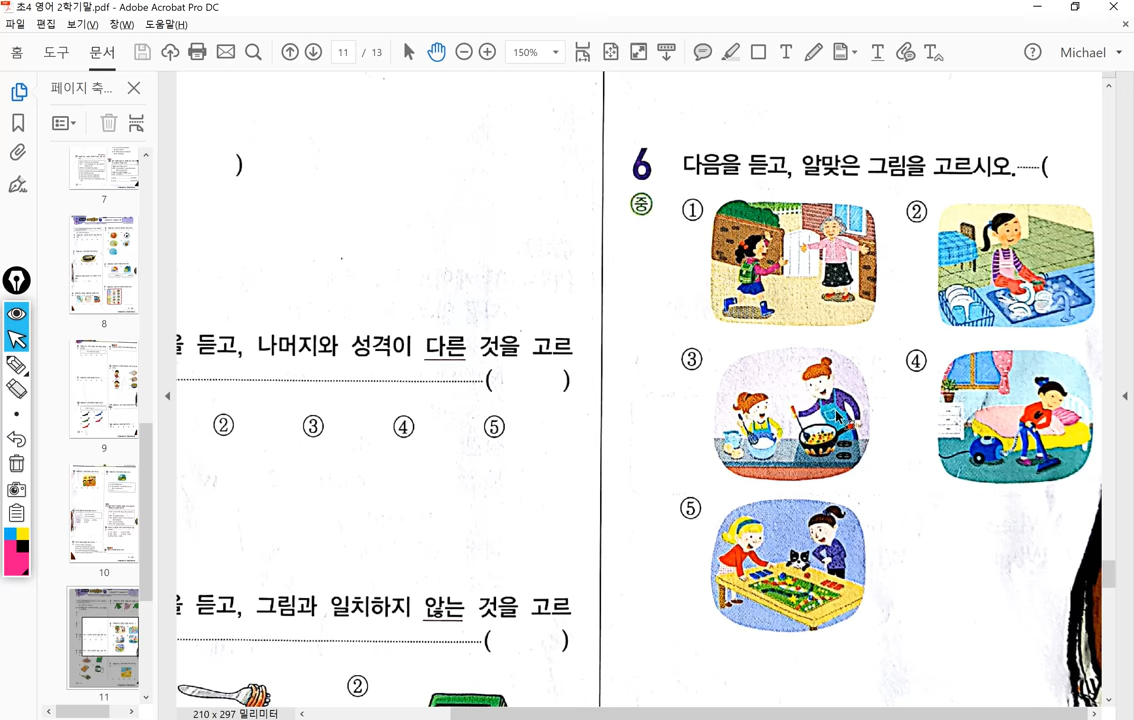 초4 영어 2학기말.pdf - Adobe Acrobat Pro DC
파일 편집 보기(V) 창(W) 도움말(H)
홈 도구 문서 11 / 13 150% Michael
페이지 축...
7
8
9
10
11
)
을 듣고, 나머지와 성격이 다른 것을 고르
( )
② ③ ④ ⑤
을 듣고, 그림과 일치하지 않는 것을 고르
( )
②
6 다음을 듣고, 알맞은 그림을 고르시오. (
중
① ②
③ ④
⑤
210 x 297 밀리미터